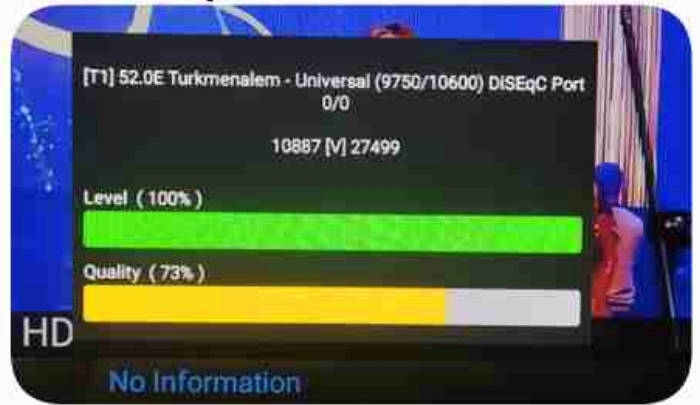 [T1] 52.0E Turkmenalem - Universal (9750/10600) DiSEqC Port
0/0
10887 [V] 27499
Level ( 100% )
Quality ( 73% )
HD
No Information